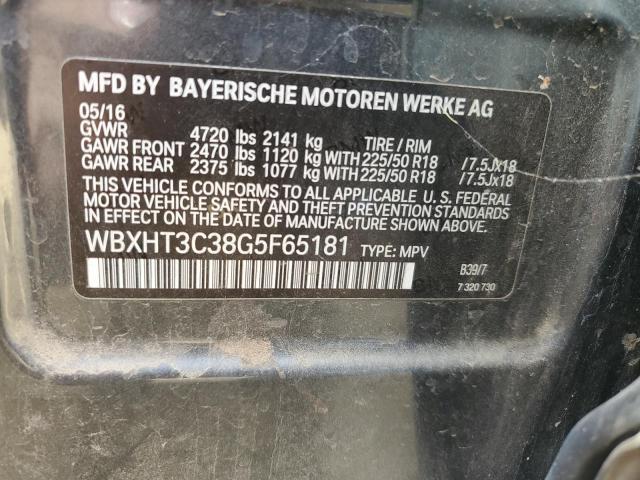 MFD BY BAYERISCHE MOTOREN WERKE AG
05/16
GVWR 4720 lbs 2141 kg TIRE / RIM
GAWR FRONT 2470 lbs 1120 kg WITH 225/50 R18 /7.5Jx18
GAWR REAR 2375 lbs 1077 kg WITH 225/50 R18 /7.5Jx18
THIS VEHICLE CONFORMS TO ALL APPLICABLE U. S. FEDERAL
MOTOR VEHICLE SAFETY AND THEFT PREVENTION
STANDARDS IN EFFECT ON THE DATE OF
MANUFACTURE SHOWN ABOVE.
WBXHT3C38G5F65181 TYPE: MPV
B39/7
7 320 730